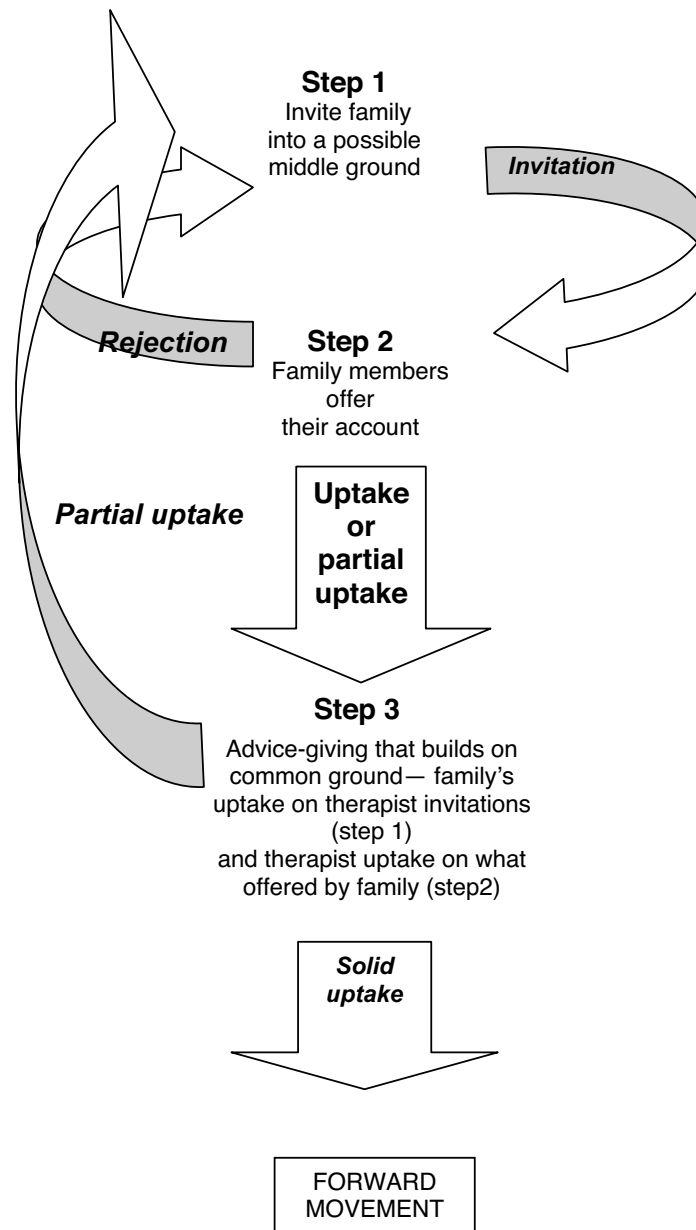 Step 1
Invite family
into a possible
middle ground
Invitation
Rejection
Step 2
Family members
offer
their account
Partial uptake
Uptake
or
partial
uptake
Step 3
Advice-giving that builds on
common ground— family's
uptake on therapist invitations
(step 1)
and therapist uptake on what
offered by family (step2)
Solid
uptake
FORWARD
MOVEMENT